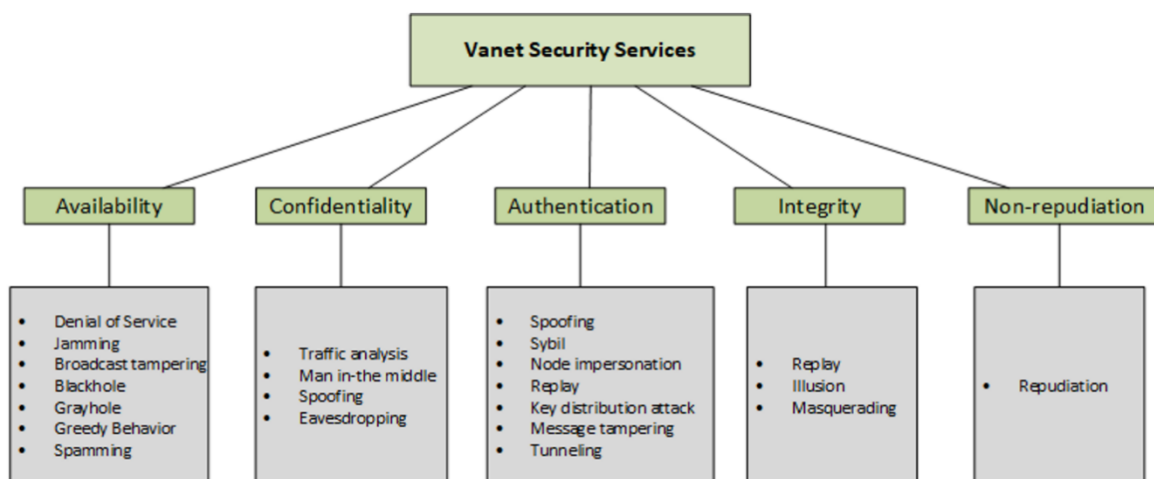 Vanet Security Services
Availability
Confidentiality
Authentication
Integrity
Non-repudiation
• Denial of Service
• Jamming
• Broadcast tampering
• Blackhole
• Grayhole
• Greedy Behavior
• Spamming
• Traffic analysis
• Man in-the middle
• Spoofing
• Eavesdropping
• Spoofing
• Sybil
• Node impersonation
• Replay
• Key distribution attack
• Message tampering
• Tunneling
• Replay
• Illusion
• Masquerading
• Repudiation